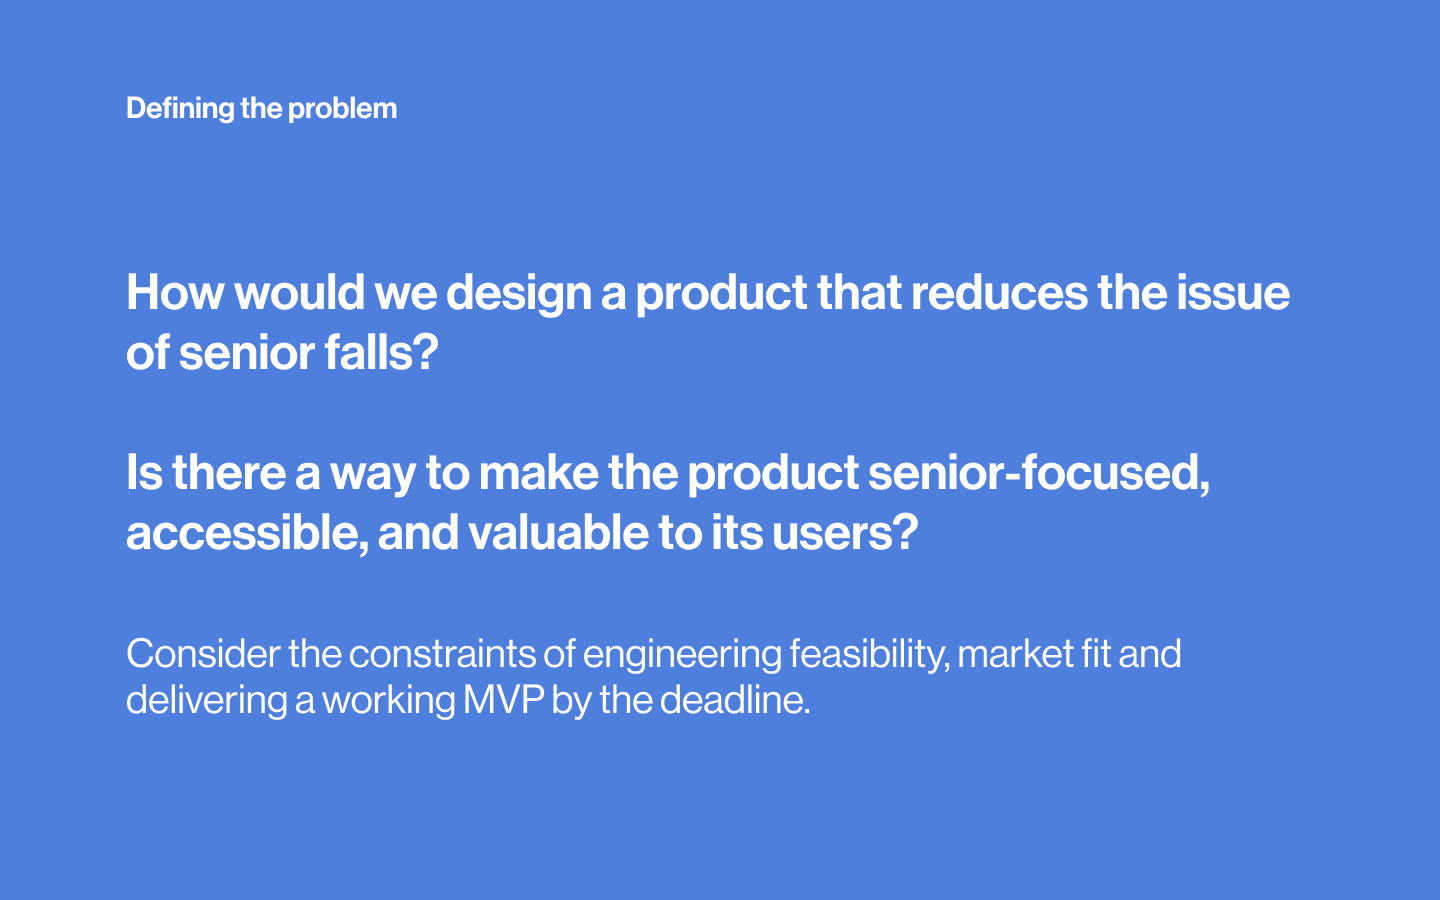 Defining the problem
How would we design a product that reduces the issue
of senior falls?
Is there a way to make the product senior-focused,
accessible, and valuable to its users?
Consider the constraints of engineering feasibility, market fit and
delivering a working MVP by the deadline.